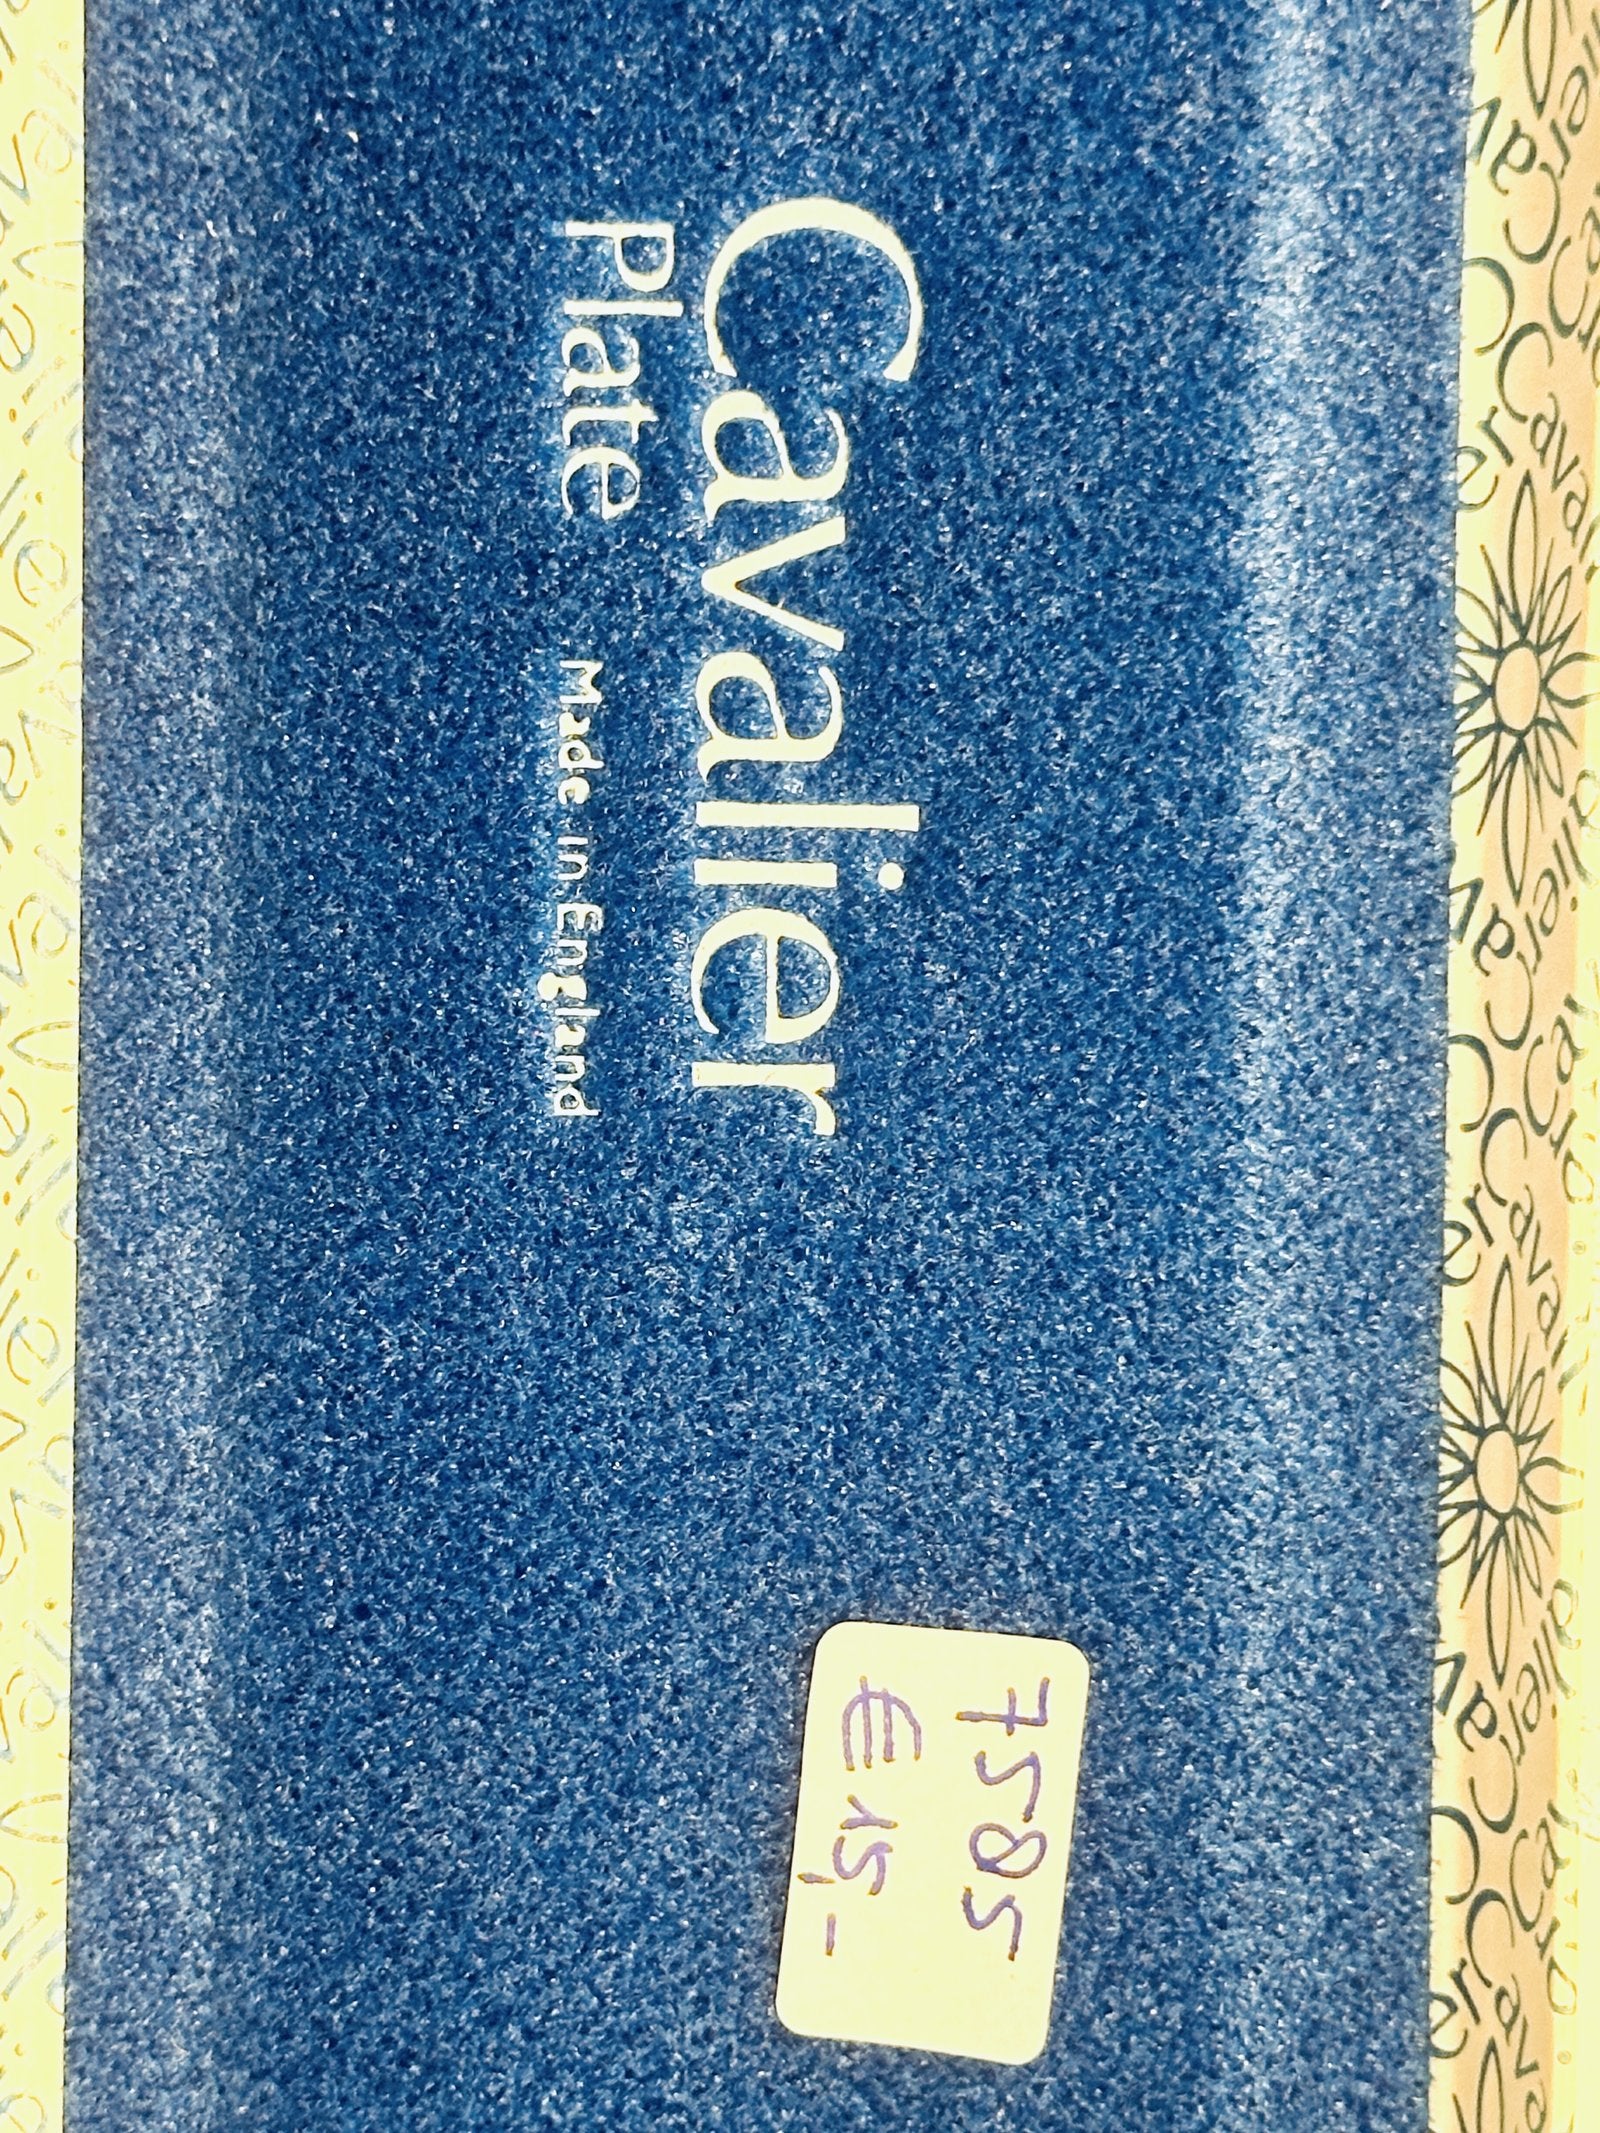 Cavalier
Plate Made in England
7585
€ 15,-